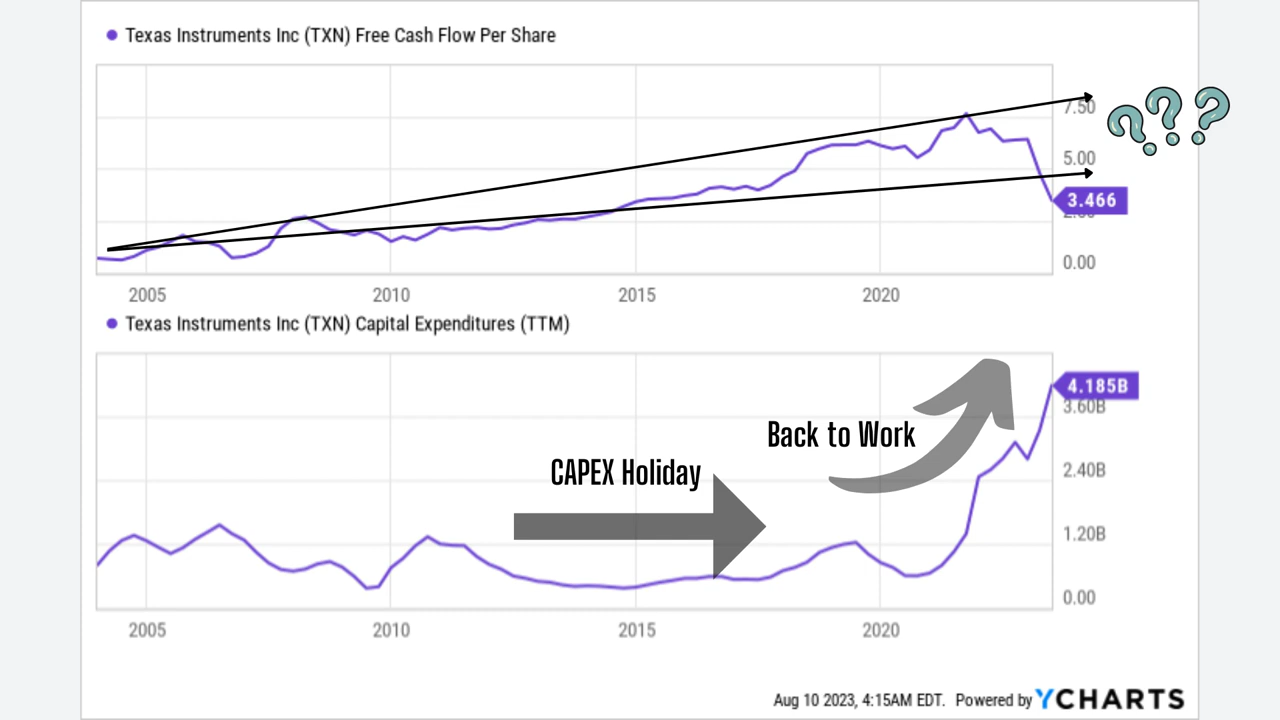 Texas Instruments Inc (TXN) Free Cash Flow Per Share
7.50
???
5.00
3.466
0.00
2005 2010 2015 2020
Texas Instruments Inc (TXN) Capital Expenditures (TTM)
4.185B
3.60B
Back to Work
CAPEX Holiday
2.40B
1.20B
0.00
2005 2010 2015 2020
Aug 10 2023, 4:15AM EDT. Powered by YCHARTS